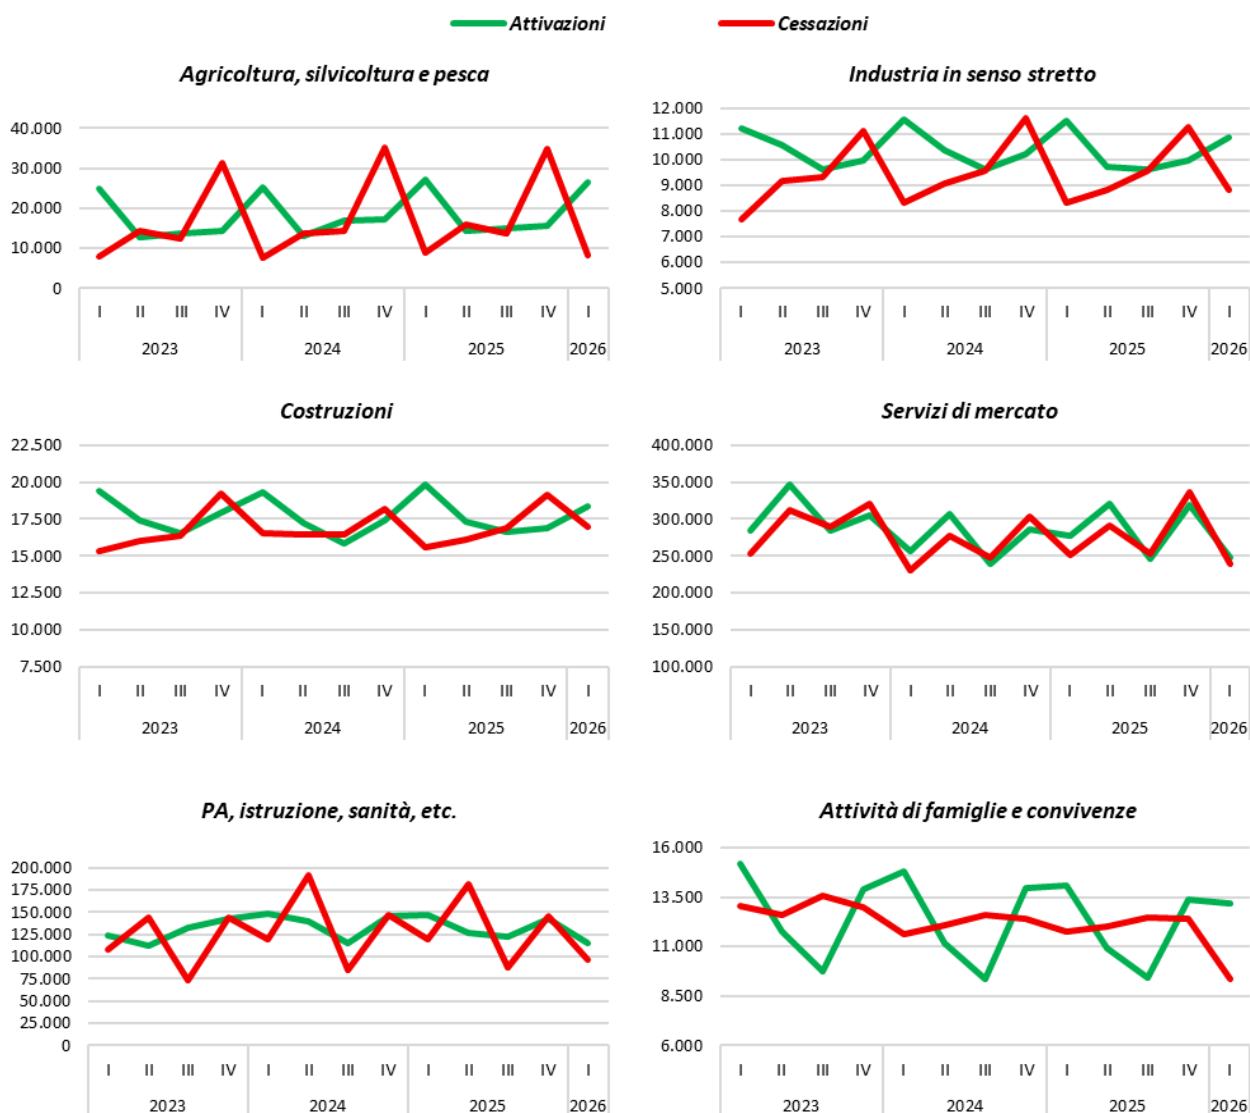 Attivazioni
Cessazioni
Agricoltura, silvicoltura e pesca
40.000
30.000
20.000
10.000
0
I II III IV I II III IV I II III IV I
2023 2024 2025 2026
Industria in senso stretto
12.000
11.000
10.000
9.000
8.000
7.000
6.000
5.000
I II III IV I II III IV I II III IV I
2023 2024 2025 2026
Costruzioni
22.500
20.000
17.500
15.000
12.500
10.000
7.500
I II III IV I II III IV I II III IV I
2023 2024 2025 2026
Servizi di mercato
400.000
350.000
300.000
250.000
200.000
150.000
100.000
I II III IV I II III IV I II III IV I
2023 2024 2025 2026
PA, istruzione, sanità, etc.
200.000
175.000
150.000
125.000
100.000
75.000
50.000
25.000
0
I II III IV I II III IV I II III IV I
2023 2024 2025 2026
Attività di famiglie e convivenze
16.000
13.500
11.000
8.500
6.000
I II III IV I II III IV I II III IV I
2023 2024 2025 2026